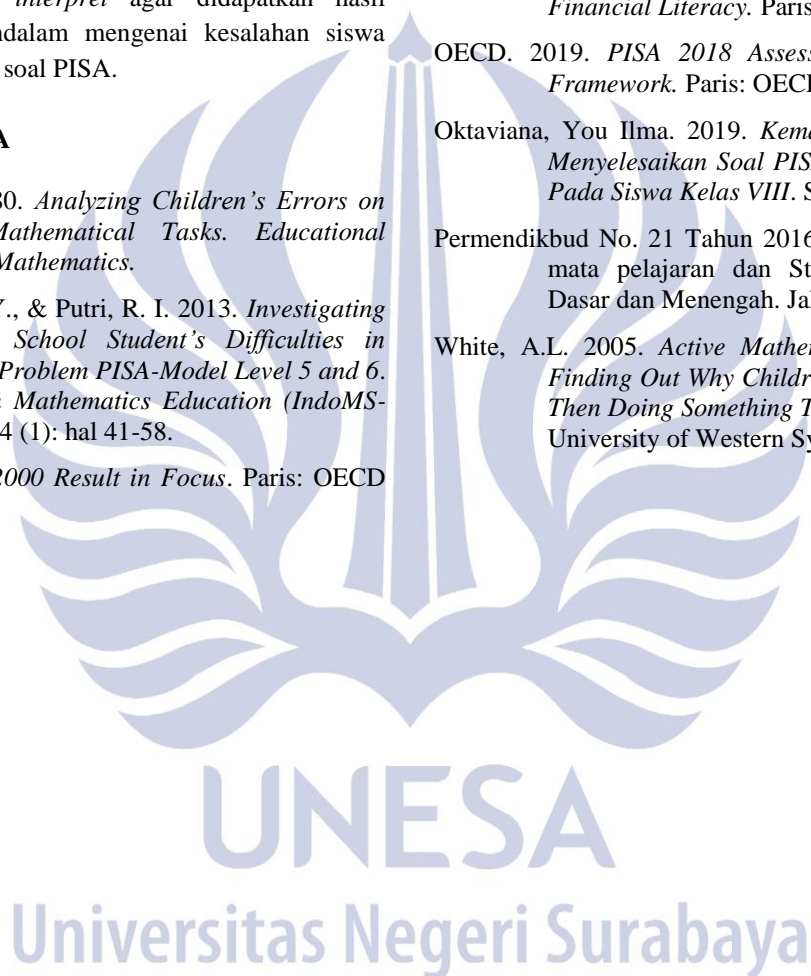 interpret agar didapatkan hasil
ndalam mengenai kesalahan siswa
soal PISA.
A
80. Analyzing Children's Errors on
Mathematical Tasks. Educational
Mathematics.
Y., & Putri, R. I. 2013. Investigating
School Student's Difficulties in
Problem PISA-Model Level 5 and 6.
n Mathematics Education (IndoMS-
4 (1): hal 41-58.
2000 Result in Focus. Paris: OECD
Financial Literacy. Paris
OECD. 2019. PISA 2018 Assess
Framework. Paris: OECD
Oktaviana, You Ilma. 2019. Kema
Menyelesaikan Soal PISA
Pada Siswa Kelas VIII. S
Permendikbud No. 21 Tahun 2016
mata pelajaran dan St
Dasar dan Menengah. Jal
White, A.L. 2005. Active Mathe
Finding Out Why Childr
Then Doing Something T
University of Western Sy
UNESA
Universitas Negeri Surabaya